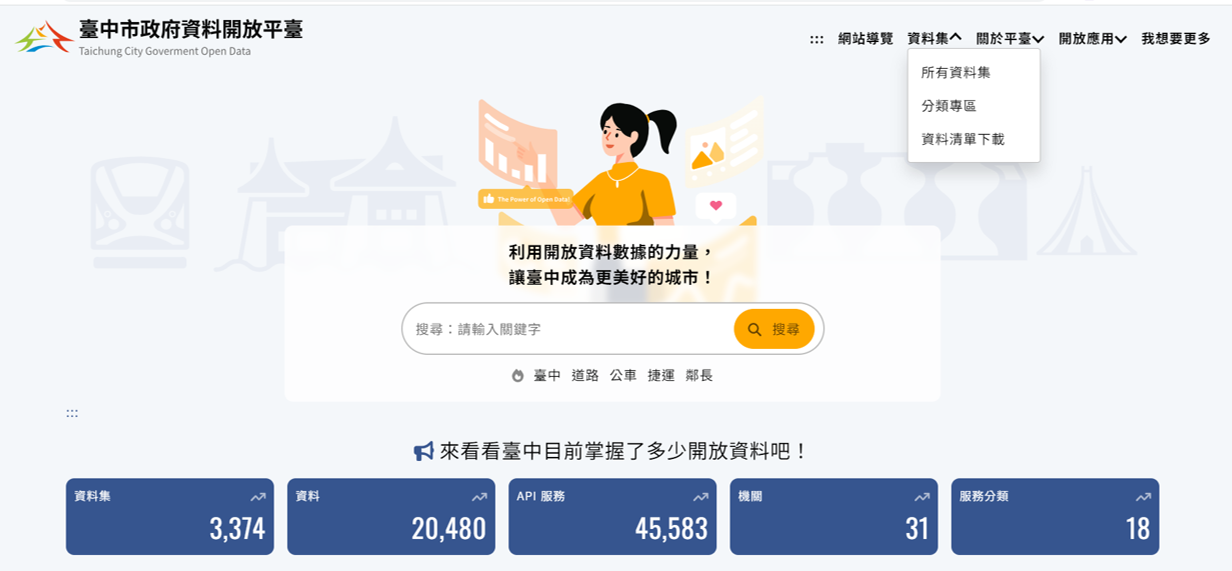 臺中市政府資料開放平臺
Taichung City Goverment Open Data
::: 網站導覽 資料集 關於平臺 開放應用 我想要更多
所有資料集
分類專區
資料清單下載
The Power of Open Data!
利用開放資料數據的力量，
讓臺中成為更美好的城市！
搜尋：請輸入關鍵字 搜尋
臺中 道路 公車 捷運 鄰長
:::
來看看臺中目前掌握了多少開放資料吧！
資料集 資料 API 服務 機關 服務分類
3,374 20,480 45,583 31 18